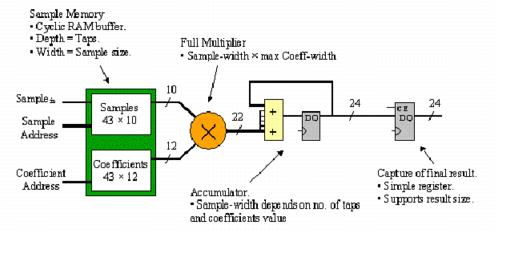 Sample Memory
• Cyclic RAM buffer.
• Depth = Taps.
• Width = Sample size.
Full Multiplier
• Sample-width × max Coeff-width
Sample in
Sample
Address
Samples
43 × 10
10
Coefficients
43 × 12
12
Coefficient
Address
×
22
+
+
DQ
24
CE
DQ
24
Accumulator.
• Sample-width depends on no. of taps
and coefficients value
Capture of final result.
• Simple register.
• Supports result size.